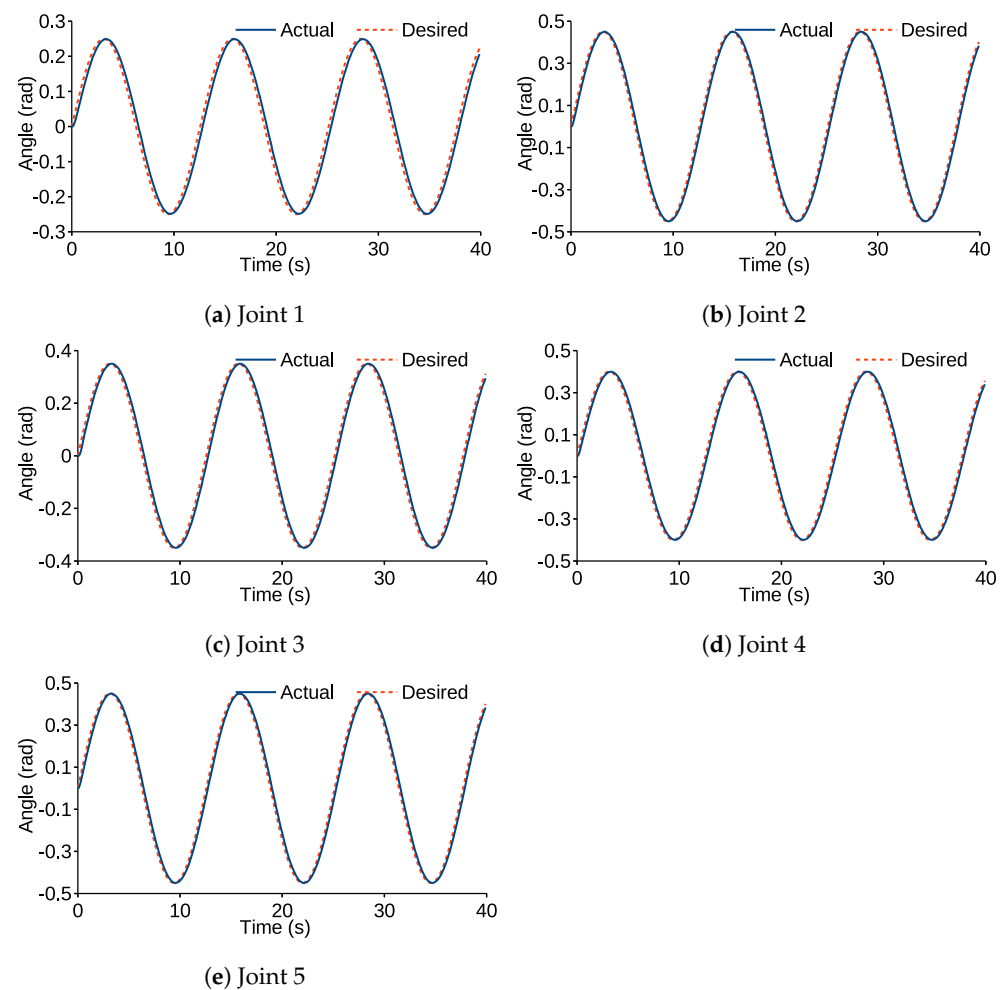 0.3
0.2
0.1
0
-0.1
-0.2
-0.3
Angle (rad)
Actual
Desired
0 10 20 30 40
Time (s)
(a) Joint 1
0.5
0.3
0.1
-0.1
-0.3
-0.5
Angle (rad)
Actual
Desired
0 10 20 30 40
Time (s)
(b) Joint 2
0.4
0.2
0
-0.2
-0.4
Angle (rad)
Actual
Desired
0 10 20 30 40
Time (s)
(c) Joint 3
0.5
0.3
0.1
-0.1
-0.3
-0.5
Angle (rad)
Actual
Desired
0 10 20 30 40
Time (s)
(d) Joint 4
0.5
0.3
0.1
-0.1
-0.3
-0.5
Angle (rad)
Actual
Desired
0 10 20 30 40
Time (s)
(e) Joint 5